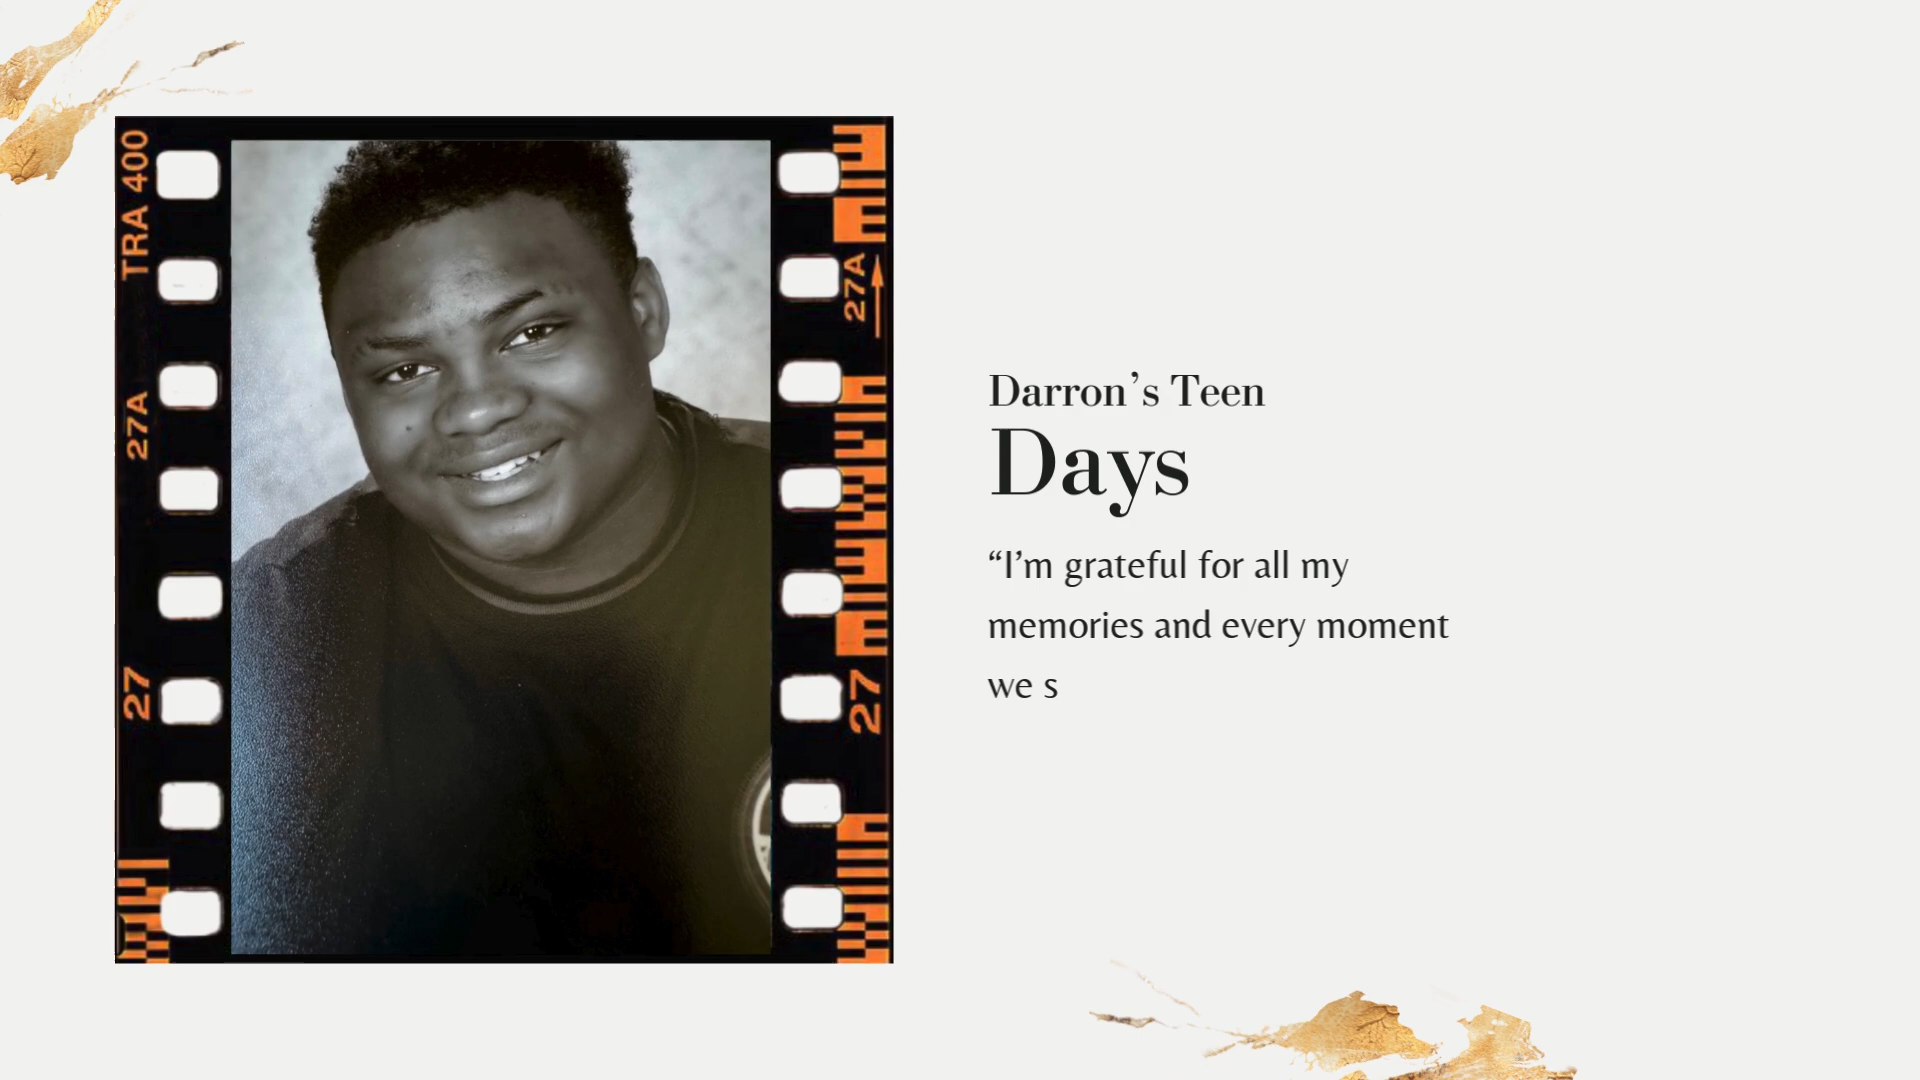 TRA 400
27A
27
27A
27
Darron’s Teen
Days
“I’m grateful for all my
memories and every moment
we s